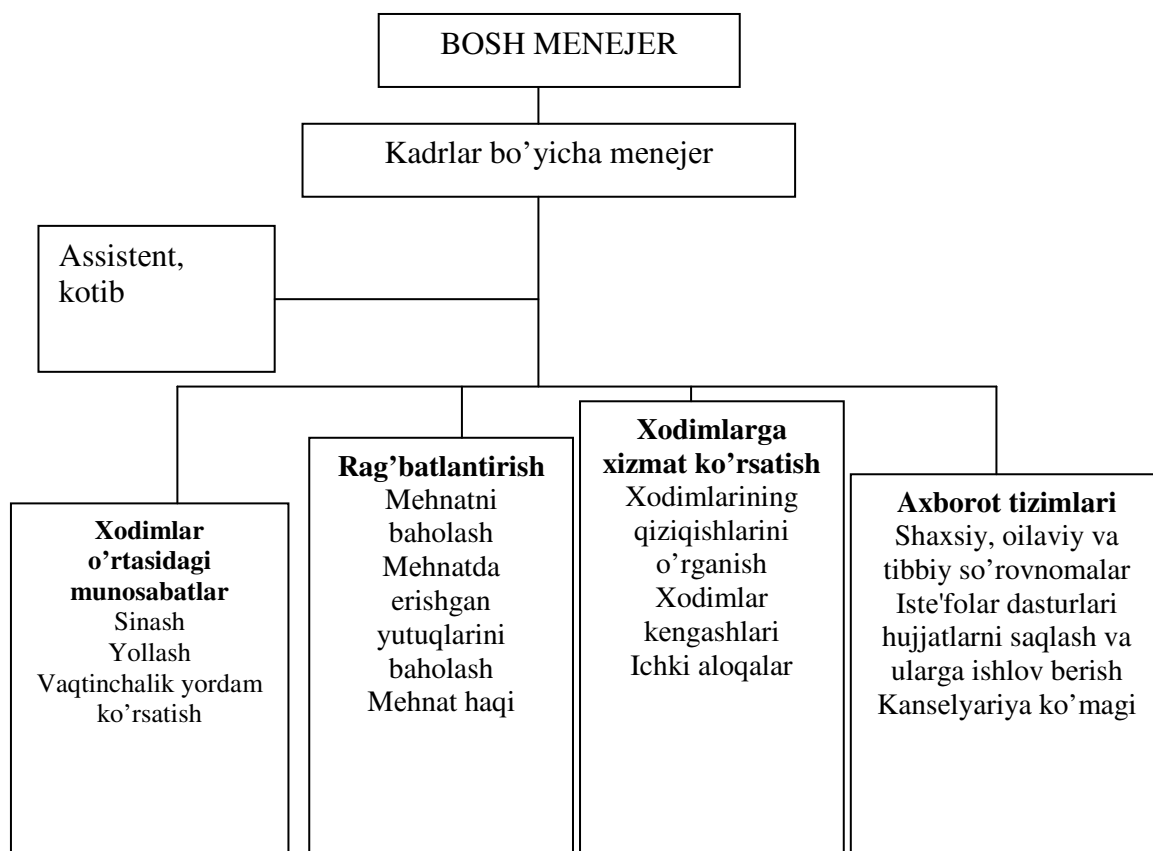 BOSH MENEJER
Kadrlar bo’yicha menejer
Assistent,
kotib
Xodimlar
o’rtasidagi
munosabatlar
Sinash
Yollash
Vaqtinchalik yordam
ko’rsatish
Rag’batlantirish
Mehnatni
baholash
Mehnatda
erishgan
yutuqlarini
baholash
Mehnat haqi
Xodimlarga
xizmat ko’rsatish
Xodimlarining
qiziqishlarini
o’rganish
Xodimlar
kengashlari
Ichki aloqalar
Axborot tizimlari
Shaxsiy, oilaviy va
tibbiy so’rovnomalar
Iste'folar dasturlari
hujjatlarni saqlash va
ularga ishlov berish
Kanselyariya ko’magi